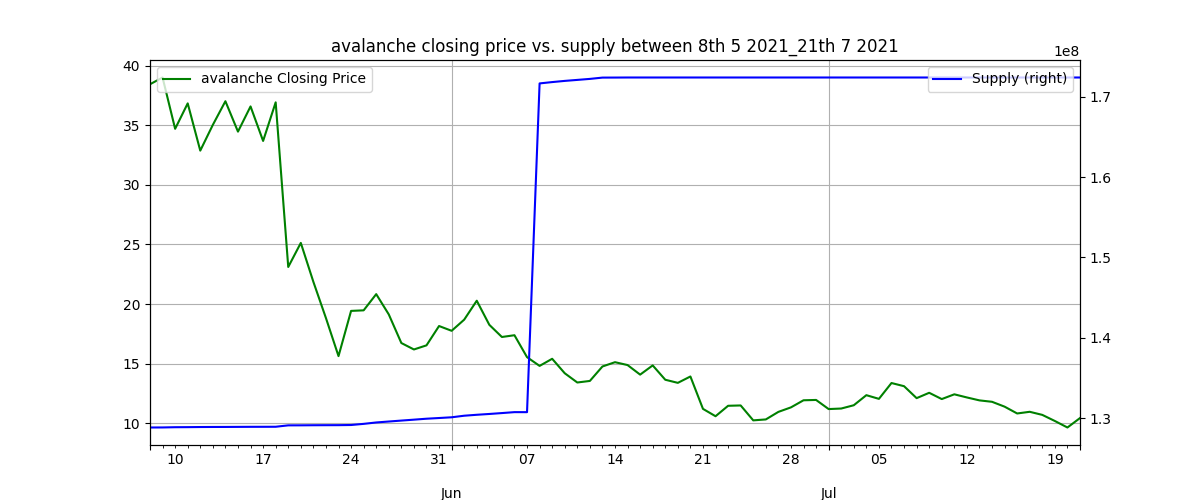 avalanche closing price vs. supply between 8th 5 2021_21th 7 2021
1e8
avalanche Closing Price
Supply (right)
40
35
30
25
20
15
10
1.7
1.6
1.5
1.4
1.3
10 17 24 31 07 14 21 28 05 12 19
Jun Jul